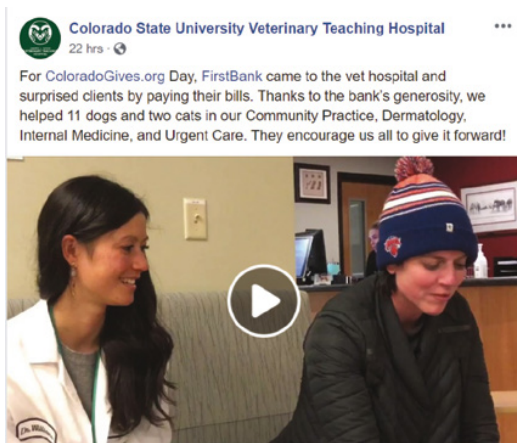 Colorado State University Veterinary Teaching Hospital
22 hrs ·
For ColoradoGives.org Day, FirstBank came to the vet hospital and
surprised clients by paying their bills. Thanks to the bank's generosity, we
helped 11 dogs and two cats in our Community Practice, Dermatology,
Internal Medicine, and Urgent Care. They encourage us all to give it forward!